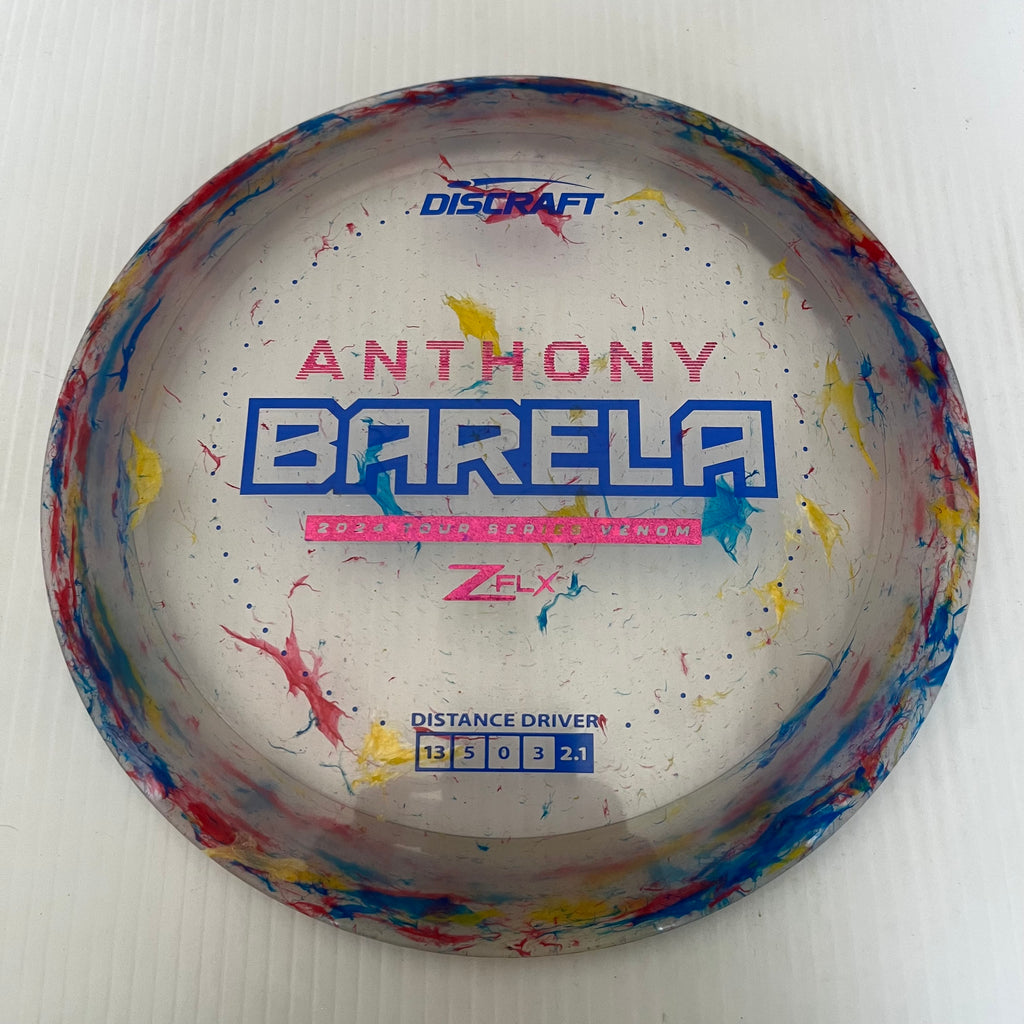 DISCRAFT
ANTHONY
BARELA
2024 TOUR SERIES VENOM
Z FLX
DISTANCE DRIVER
13 5 0 3 2.1